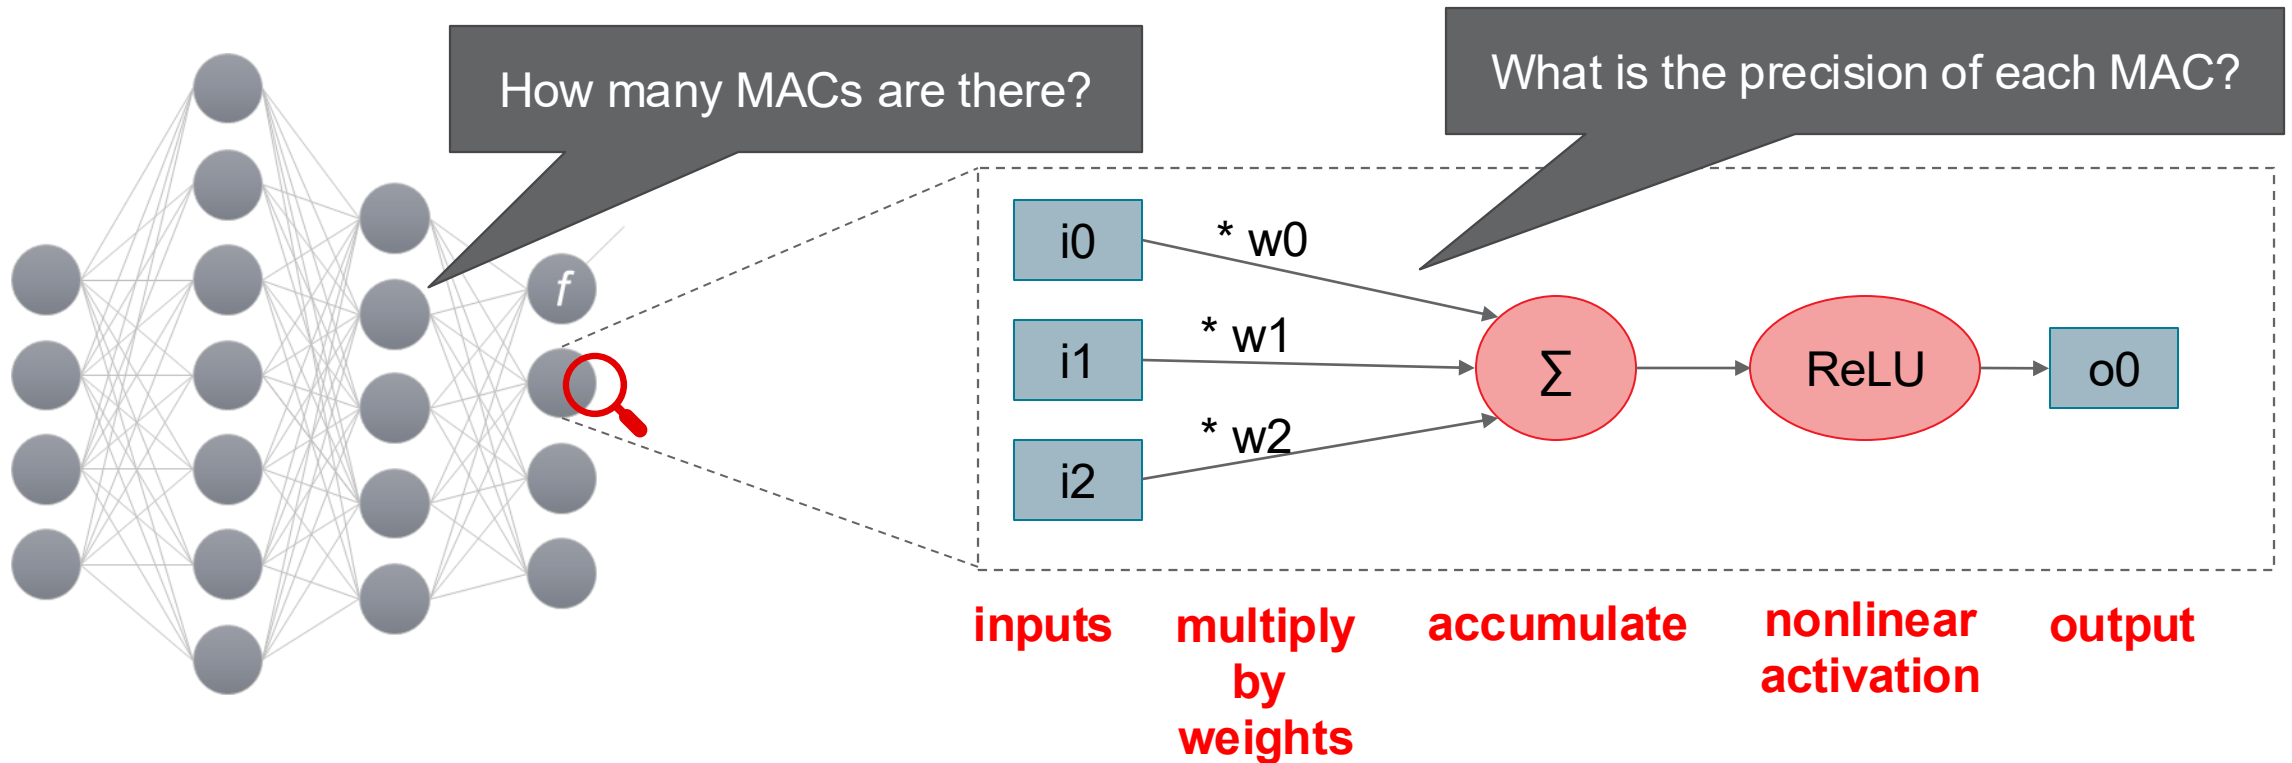 How many MACs are there?
What is the precision of each MAC?
f
i0
* w0
i1
* w1
i2
* w2
∑
ReLU
o0
inputs
multiply
by
weights
accumulate
nonlinear
activation
output